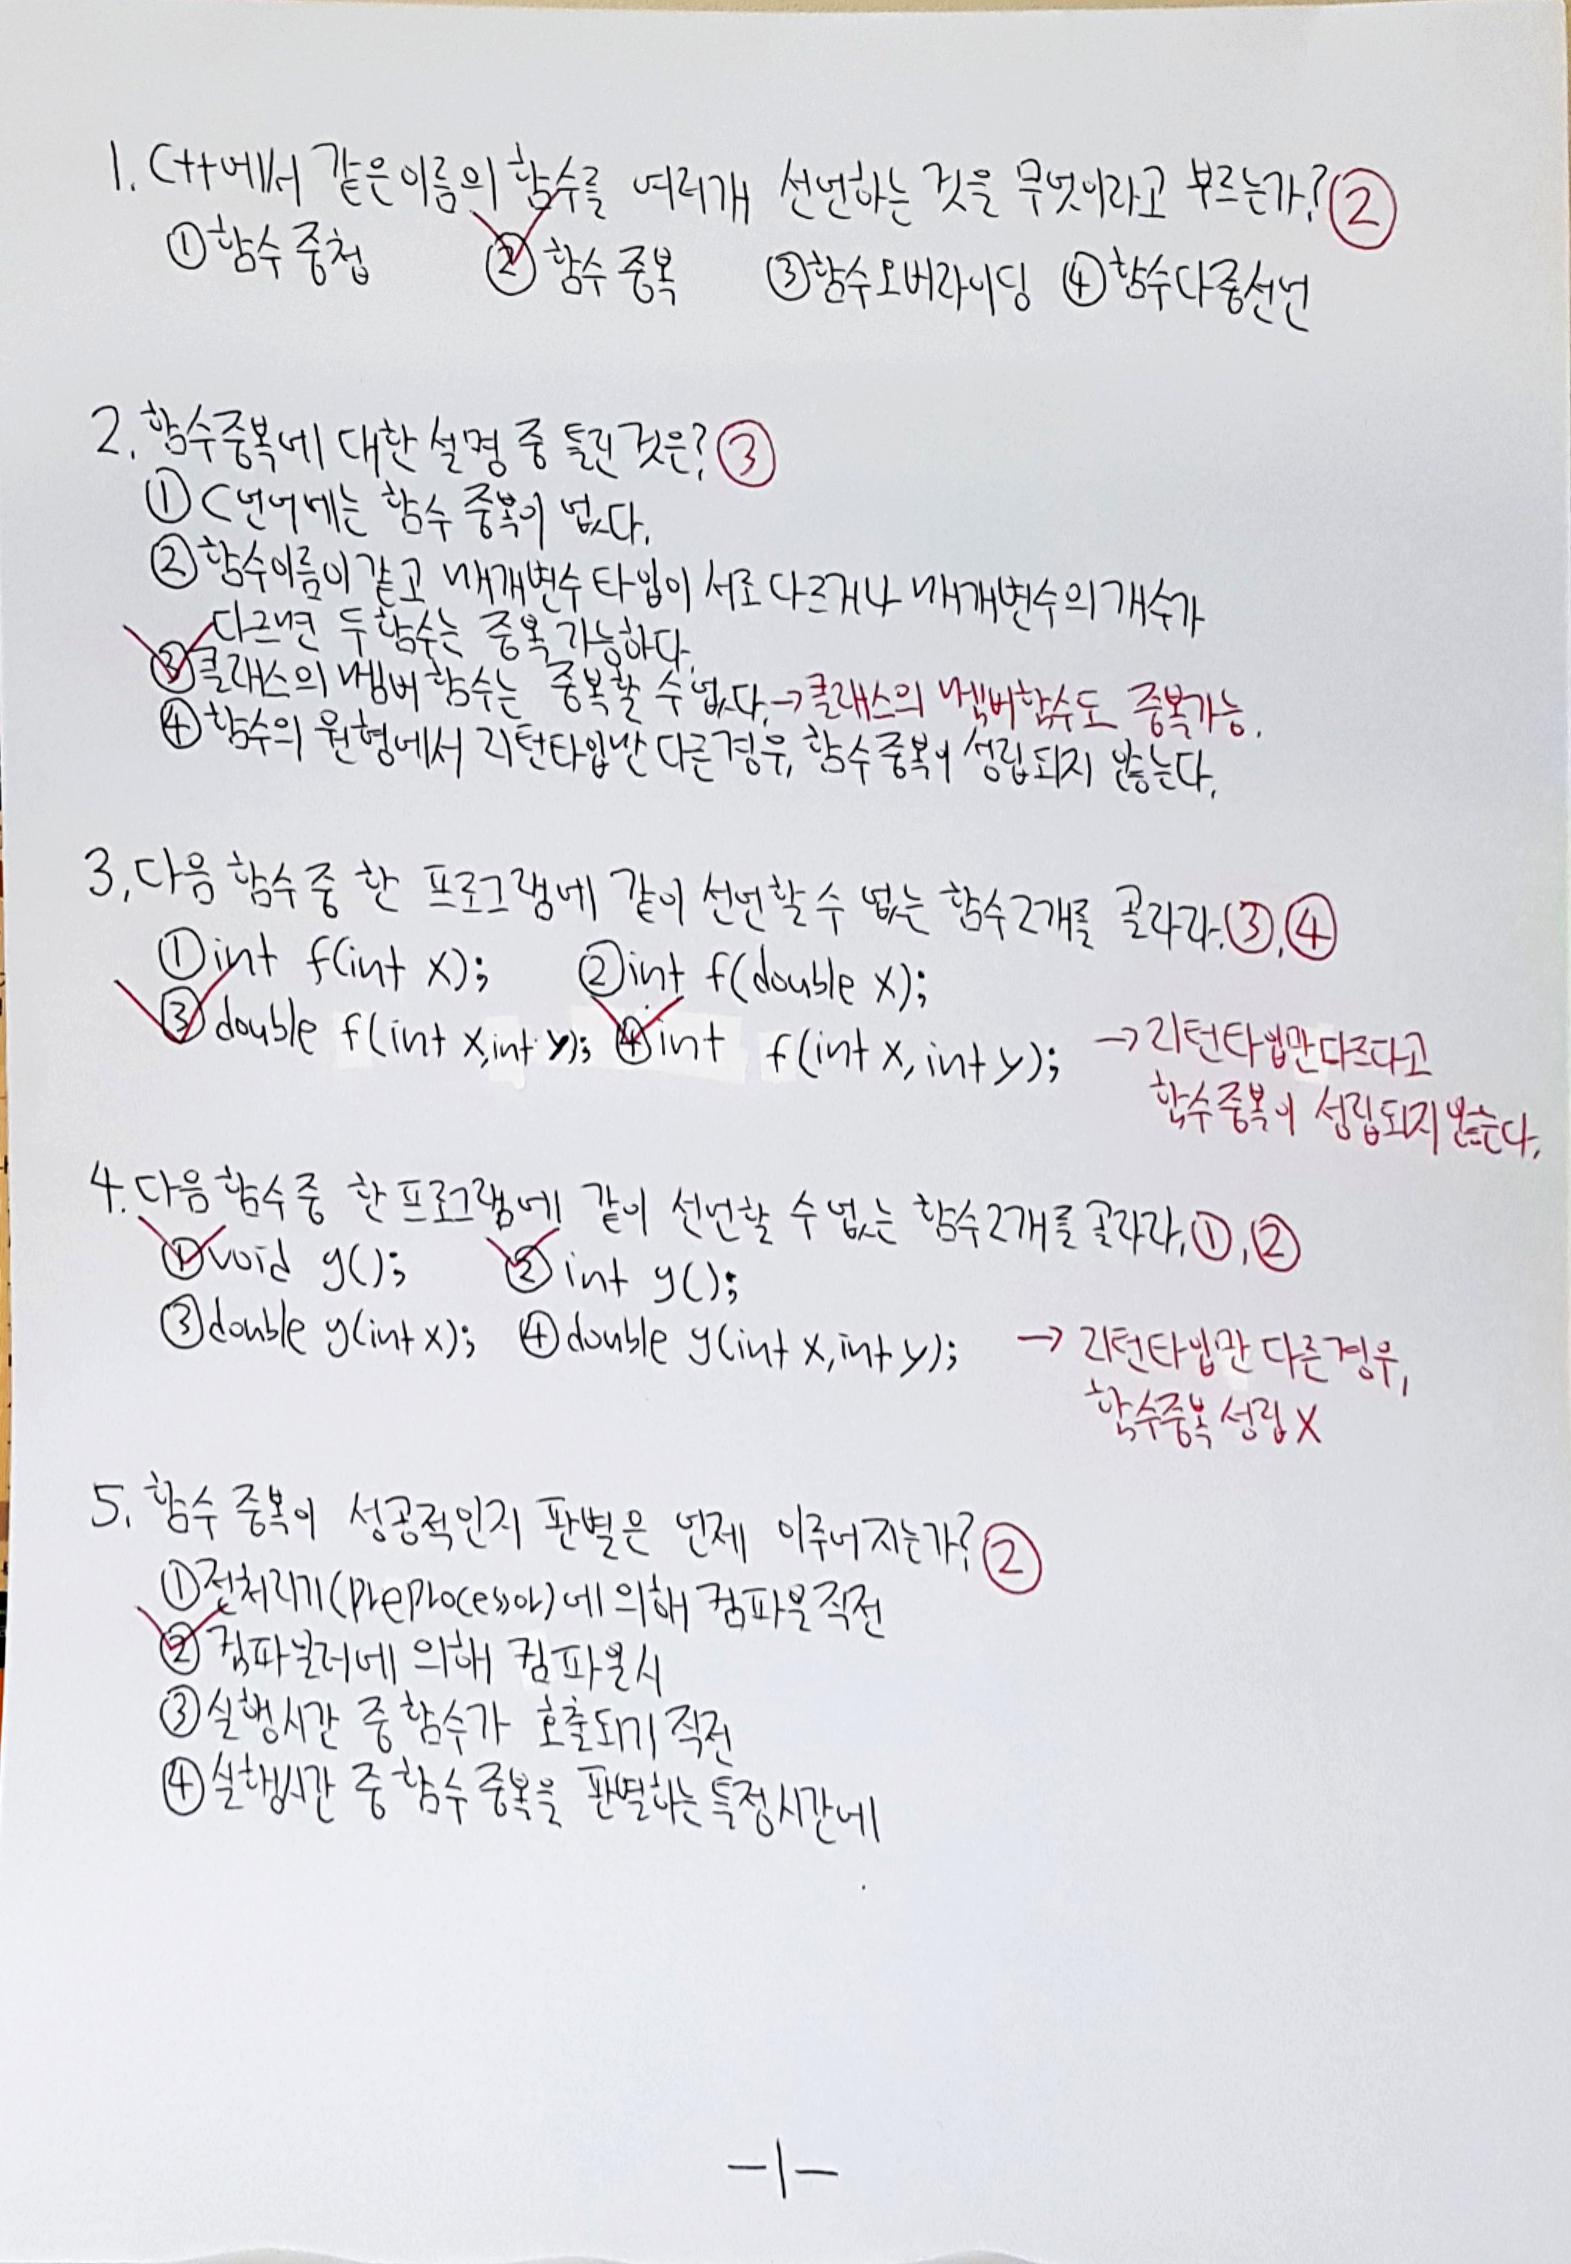 1. C++에서 같은이름의 함수를 여러개 선언하는 것을 무엇이라고 부르는가? ②
①함수 중첩 ②함수 중복 ③함수오버라이딩 ④함수다중선언
2. 함수중복에 대한 설명 중 틀린것은? ③
①C언어에는 함수 중복이 없다.
②함수이름이 같고 매개변수 타입이 서로 다르거나 매개변수의 개수가
다르면 두 함수는 중복 가능하다.
③클래스의 멤버 함수는 중복할 수 없다.→클래스의 멤버함수도 중복가능.
④함수의 원형에서 리턴타입만 다른경우, 함수 중복이 성립되지 않는다.
3. 다음 함수 중 한 프로그램에 같이 선언할 수 없는 함수2개를 골라라. ③,④
①int f(int x); ②int f(double x);
③double f(int x,int y); ④int f(int x, int y); →리턴타입만다르다고
함수중복이 성립되지않는다.
4. 다음 함수 중 한 프로그램에 같이 선언할 수 없는 함수2개를 골라라. ①,②
①void y(); ②int y();
③double y(int x); ④double y(int x,int y); → 리턴타입만 다른경우,
함수중복 성립 X
5. 함수 중복이 성공적인지 판별은 언제 이루어지는가? ②
①전처리기(preprocessor)에 의해 컴파일 직전
②컴파일러에 의해 컴파일시
③실행시간 중 함수가 호출되기 직전
④실행시간 중 함수 중복을 판별하는 특정시간에
-1-